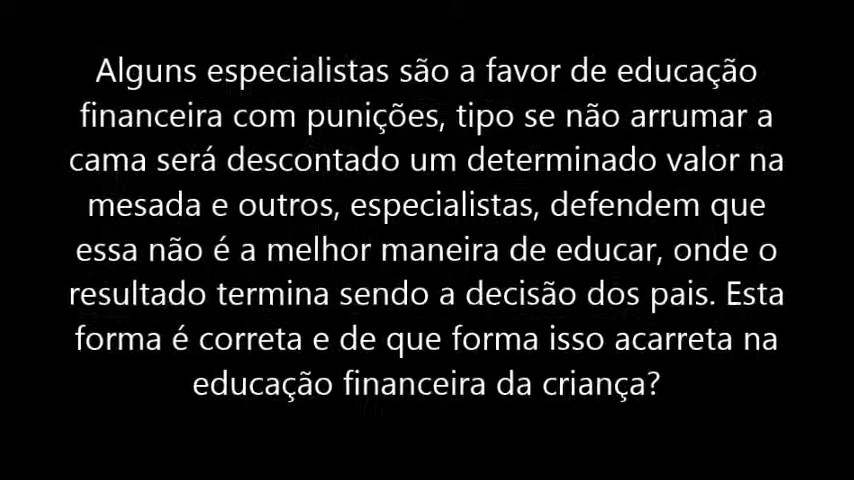 Alguns especialistas são a favor de educação
financeira com punições, tipo se não arrumar a
cama será descontado um determinado valor na
mesada e outros, especialistas, defendem que
essa não é a melhor maneira de educar, onde o
resultado termina sendo a decisão dos pais. Esta
forma é correta e de que forma isso acarreta na
educação financeira da criança?